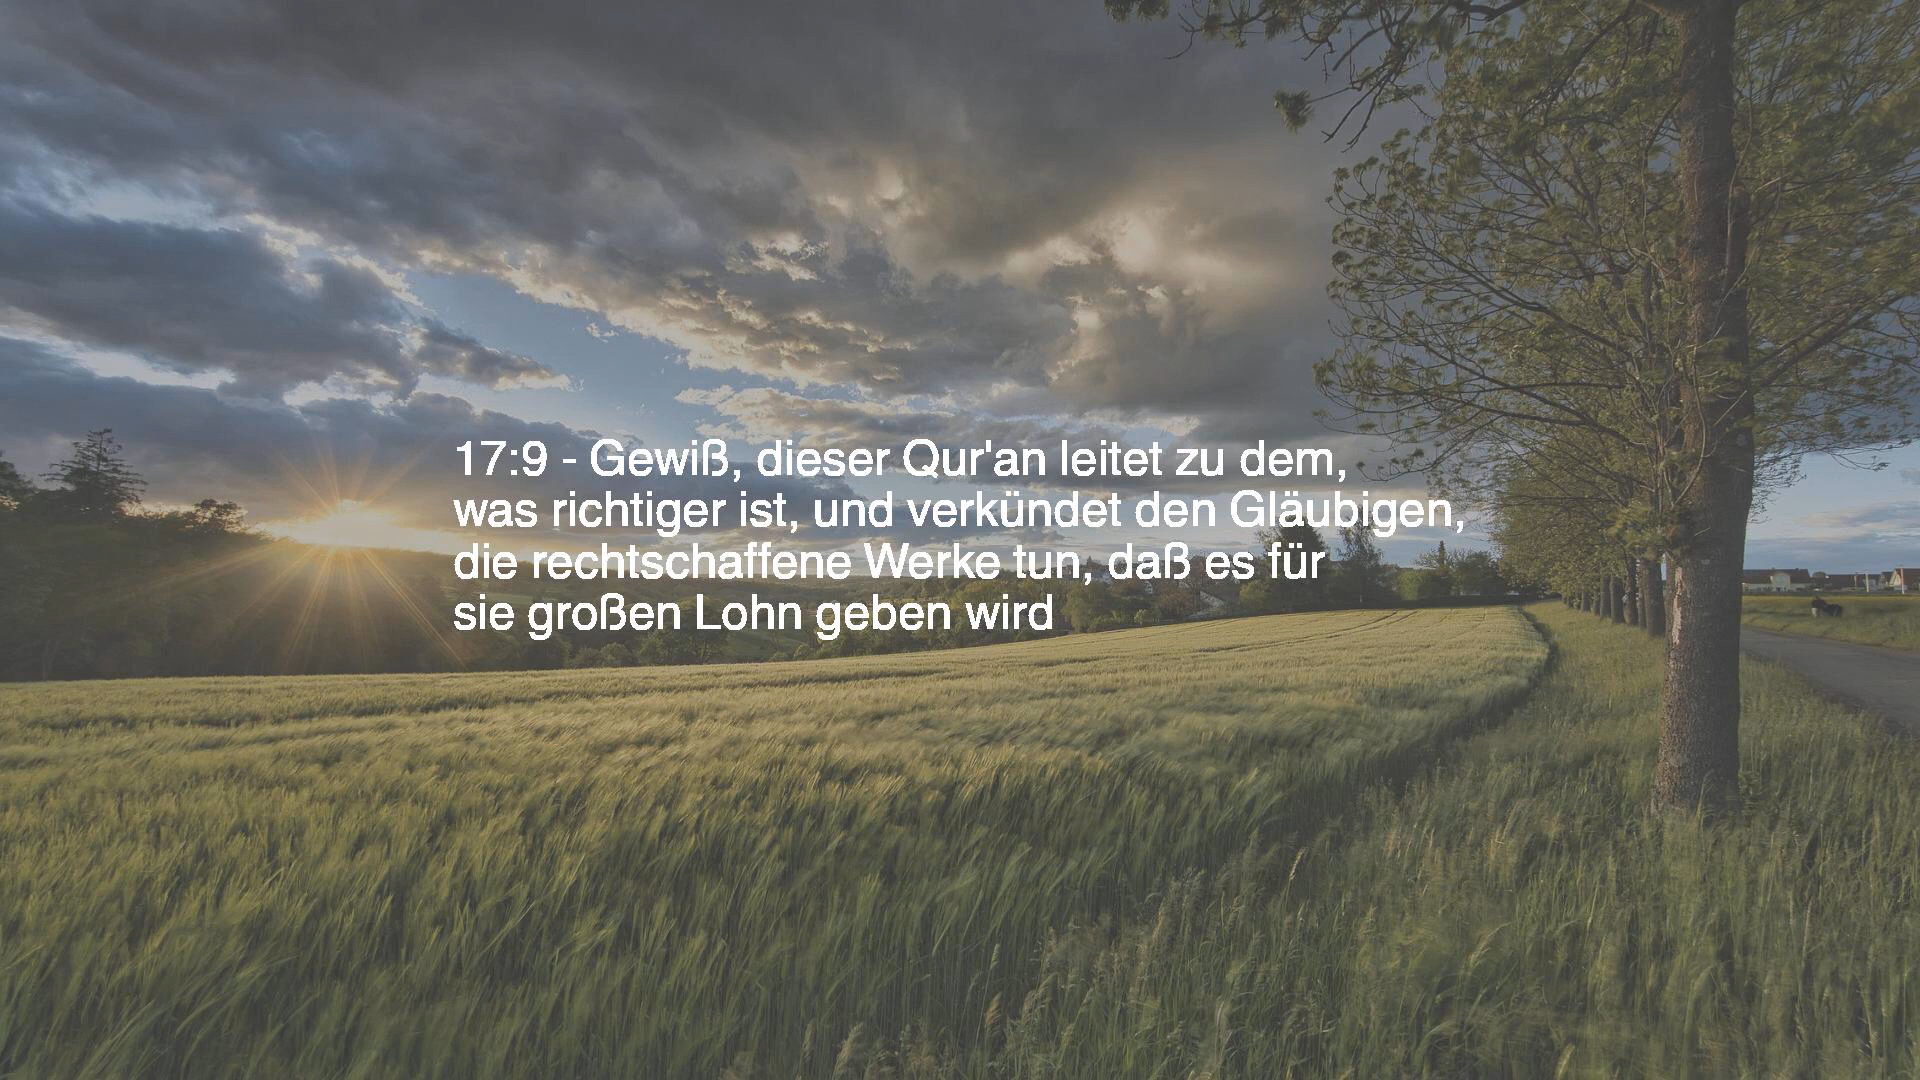 17:9 - Gewiß, dieser Qur'an leitet zu dem,
was richtiger ist, und verkündet den Gläubigen,
die rechtschaffene Werke tun, daß es für
sie großen Lohn geben wird